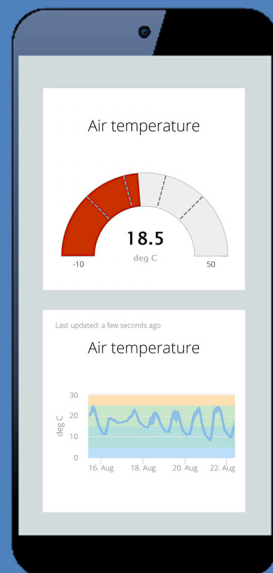 Air temperature
18.5
deg C
-10
50
Last updated: a few seconds ago
Air temperature
deg C
30
20
10
0
16. Aug
18. Aug
20. Aug
22. Aug